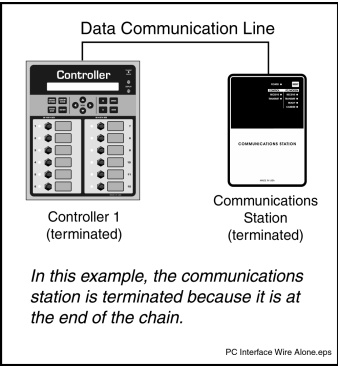 Data Communication Line
Controller
COMMUNICATIONS STATION
Controller 1
(terminated)
Communications
Station
(terminated)
In this example, the communications
station is terminated because it is at
the end of the chain.
PC Interface Wire Alone.eps